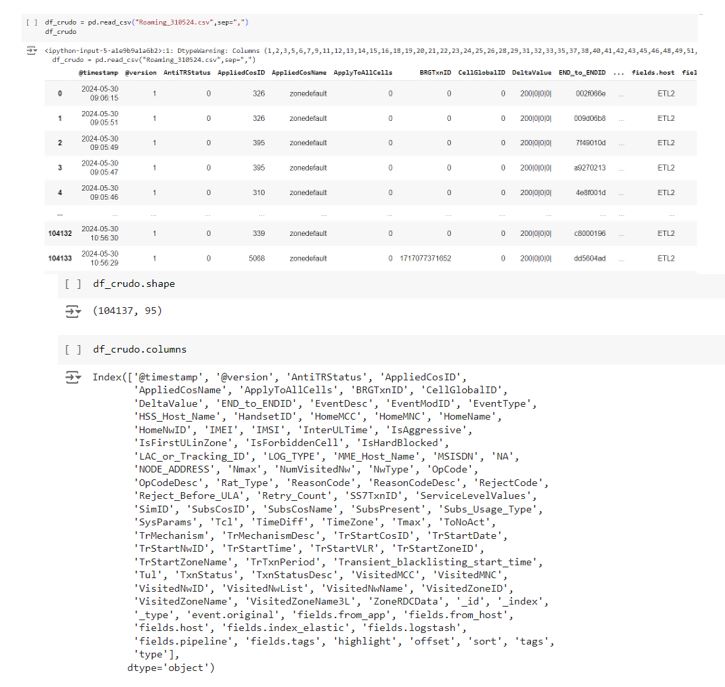 [ ] df_crudo = pd.read_csv("Roaming_310524.csv",sep=",")
df_crudo
<ipython-input-5-a1e9b9a1a6b2>:1: DtypeWarning: Columns (1,2,3,5,6,7,9,11,12,13,14,15,16,18,19,20,21,22,23,24,25,26,28,29,31,32,33,35,37,38,40,41,42,43,45,46,48,49,51,
df_crudo = pd.read_csv("Roaming_310524.csv",sep=",")
@timestamp @version AntiTRStatus AppliedCosID AppliedCosName ApplyToAllCells BRGTxnID CellGlobalID DeltaValue END_to_ENDID ... fields.host fiel
0 2024-05-30 09:06:15 1 0 326 zonedefault 0 0 0 200|0|0|0| 002f066e ... ETL2
1 2024-05-30 09:05:51 1 0 326 zonedefault 0 0 0 200|0|0|0| 009d06b8 ... ETL2
2 2024-05-30 09:05:49 1 0 395 zonedefault 0 0 0 200|0|0|0| 7f49010d ... ETL2
3 2024-05-30 09:05:47 1 0 395 zonedefault 0 0 0 200|0|0|0| a9270213 ... ETL2
4 2024-05-30 09:05:46 1 0 310 zonedefault 0 0 0 200|0|0|0| 4e8f001d ... ETL2
... ... ... ... ... ... ... ... ... ... ... ... ...
104132 2024-05-30 10:56:30 1 0 339 zonedefault 0 0 0 200|0|0|0| c8000196 ... ETL2
104133 2024-05-30 10:56:29 1 0 5068 zonedefault 0 1717077371652 0 200|0|0|0| dd5604ad ... ETL2
[ ] df_crudo.shape
(104137, 95)
[ ] df_crudo.columns
Index(['@timestamp', '@version', 'AntiTRStatus', 'AppliedCosID',
'AppliedCosName', 'ApplyToAllCells', 'BRGTxnID', 'CellGlobalID',
'DeltaValue', 'END_to_ENDID', 'EventDesc', 'EventModID', 'EventType',
'HSS_Host_Name', 'HandsetID', 'HomeMCC', 'HomeMNC', 'HomeName',
'HomeNwID', 'IMEI', 'IMSI', 'InterULTime', 'IsAggressive',
'IsFirstULinZone', 'IsForbiddenCell', 'IsHardBlocked',
'LAC_or_Tracking_ID', 'LOG_TYPE', 'MME_Host_Name', 'MSISDN', 'NA',
'NODE_ADDRESS', 'Nmax', 'NumVisitedNw', 'NwType', 'OpCode',
'OpCodeDesc', 'Rat_Type', 'ReasonCode', 'ReasonCodeDesc', 'RejectCode',
'Reject_Before_ULA', 'Retry_Count', 'SS7TxnID', 'ServiceLevelValues',
'SimID', 'SubsCosID', 'SubsCosName', 'SubsPresent', 'Subs_Usage_Type',
'SysParams', 'Tcl', 'TimeDiff', 'TimeZone', 'Tmax', 'ToNoAct',
'TrMechanism', 'TrMechanismDesc', 'TrStartCosID', 'TrStartDate',
'TrStartNwID', 'TrStartTime', 'TrStartVLR', 'TrStartZoneID',
'TrStartZoneName', 'TrTxnPeriod', 'Transient_blacklisting_start_time',
'Tul', 'TxnStatus', 'TxnStatusDesc', 'VisitedMCC', 'VisitedMNC',
'VisitedNwID', 'VisitedNwList', 'VisitedNwName', 'VisitedZoneID',
'VisitedZoneName', 'VisitedZoneName3L', 'ZoneRDCData', '_id', '_index',
'_type', 'event.original', 'fields.from_app', 'fields.from_host',
'fields.host', 'fields.index_elastic', 'fields.logstash',
'fields.pipeline', 'fields.tags', 'highlight', 'offset', 'sort', 'tags',
'type'],
dtype='object')